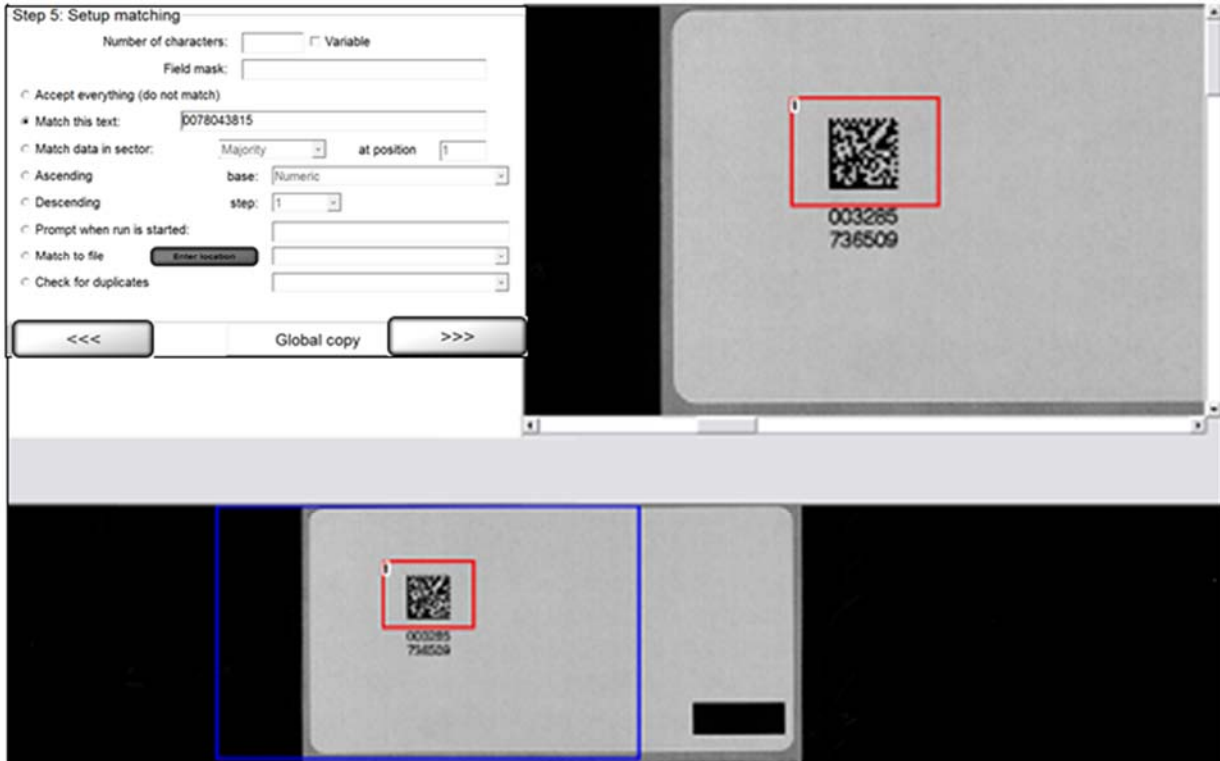 Step 5: Setup matching
Number of characters: Variable
Field mask:
Accept everything (do not match)
Match this text: 0078043815
Match data in sector: Majority at position 1
Ascending base: Numeric
Descending step: 1
Prompt when run is started:
Match to file Enter location
Check for duplicates
<<< Global copy >>>
1
003285
736509
1
003285
736509